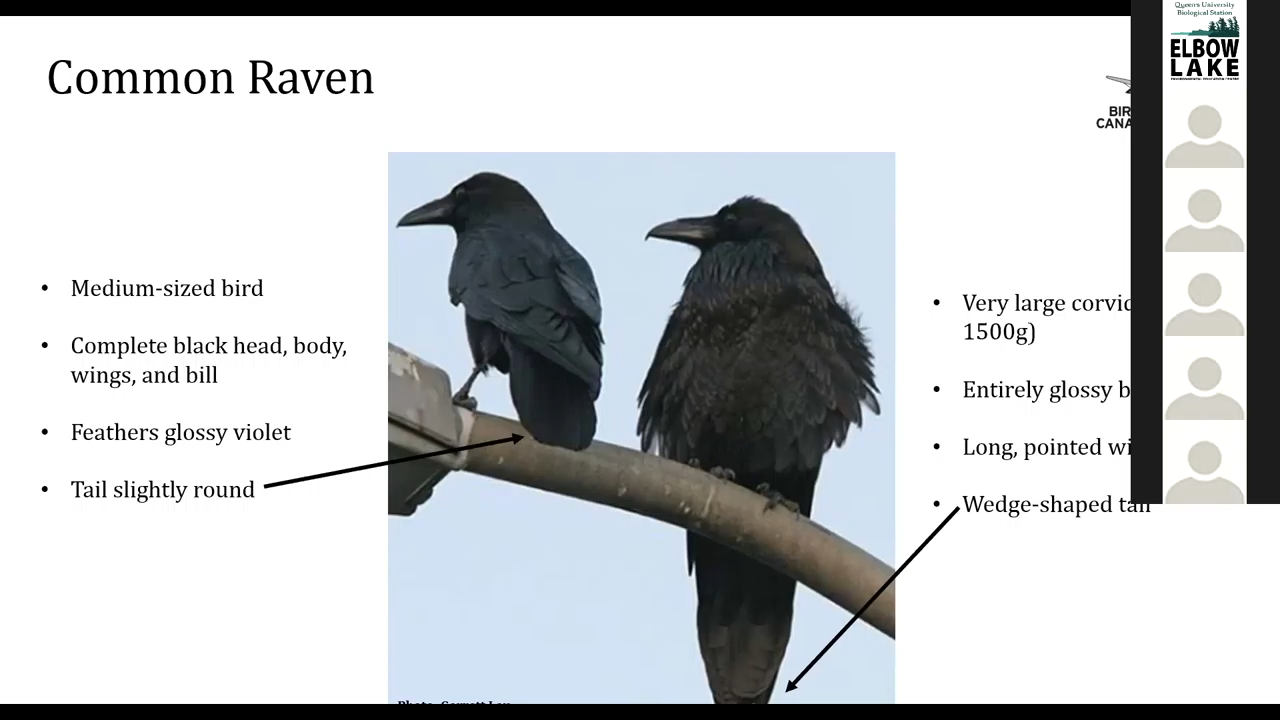 Queen's University
Biological Station
ELBOW
LAKE
Common Raven
BIR
CANA
• Medium-sized bird
• Complete black head, body,
wings, and bill
• Feathers glossy violet
• Tail slightly round
• Very large corvid
1500g)
• Entirely glossy b
• Long, pointed wi
• Wedge-shaped tail